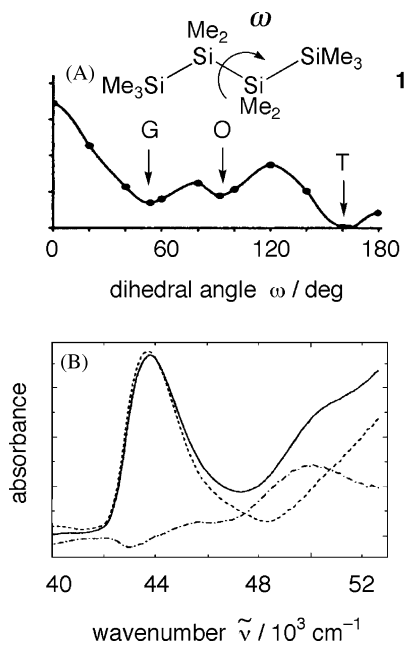 ω
Me₂
(A)
Si
SiMe₃
1
Me₃Si
Si
Me₂
G
O
T
0
60
120
180
dihedral angle ω / deg
(B)
absorbance
40
44
48
52
wavenumber ν̃ / 10³ cm⁻¹